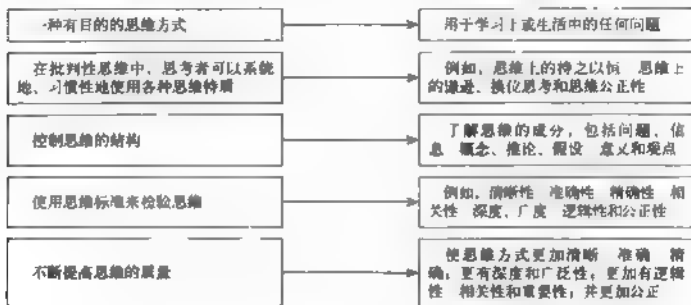 一种有目的的思维方式
用于学习上或生活中的任何问题
在批判性思维中，思考者可以系统
地、习惯性地使用各种思维特质
例如，思维上的持之以恒 思维上
的谦逊、换位思考和思维公正性
控制思维的结构
了解思维的成分，包括问题、信
息 概念、推论、假设 意义和观点
使用思维标准来检验思维
例如，清晰性 准确性 精确性 相
关性 深度、广度 逻辑性和公正性
不断提高思维的质量
使思维方式更加清晰 准确 精
确；更有深度和广泛性；更加有逻辑
性 相关性和重要性；并更加公正